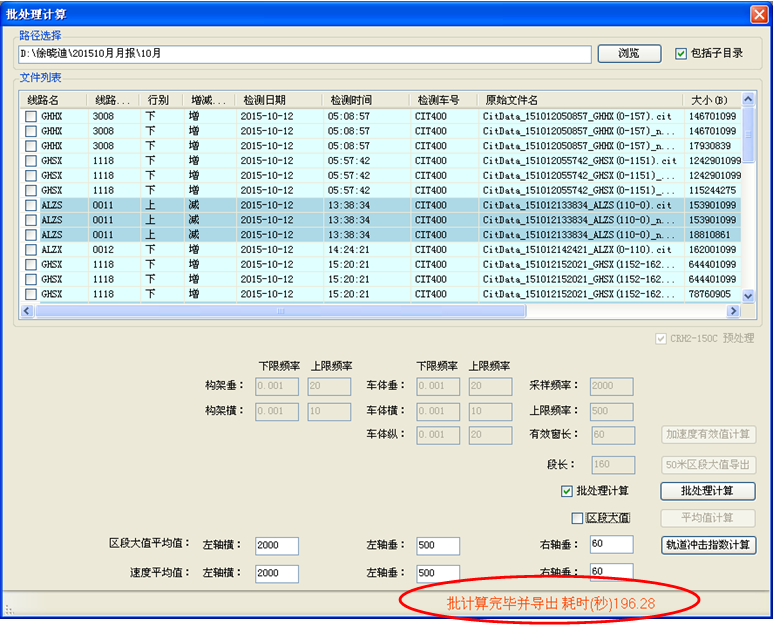 批处理计算
路径选择
D:\徐晓迪\201510月月报\10月 浏览 包括子目录
文件列表
线路名 线路... 行别 增减... 检测日期 检测时间 检测车号 原始文件名 大小(B)
GHHX 3008 下 增 2015-10-12 05:08:57 CIT400 CitData_151012050857_GHHX(0-157).cit 146701099
GHHX 3008 下 增 2015-10-12 05:08:57 CIT400 CitData_151012050857_GHHX(0-157)_n... 146701099
GHHX 3008 下 增 2015-10-12 05:08:57 CIT400 CitData_151012050857_GHHX(0-157)_n... 17930839
GHSX 1118 下 增 2015-10-12 05:57:42 CIT400 CitData_151012055742_GHSX(0-1151).cit 1242901099
GHSX 1118 下 增 2015-10-12 05:57:42 CIT400 CitData_151012055742_GHSX(0-1151)_... 1242901099
GHSX 1118 下 增 2015-10-12 05:57:42 CIT400 CitData_151012055742_GHSX(0-1151)_... 115244275
ALZS 0011 上 减 2015-10-12 13:38:34 CIT400 CitData_151012133834_ALZS(110-0).cit 153901099
ALZS 0011 上 减 2015-10-12 13:38:34 CIT400 CitData_151012133834_ALZS(110-0)_n... 153901099
ALZS 0011 上 减 2015-10-12 13:38:34 CIT400 CitData_151012133834_ALZS(110-0)_n... 18810861
ALZX 0012 下 增 2015-10-12 14:24:21 CIT400 CitData_151012142421_ALZX(0-110).cit 162001099
GHSX 1118 下 增 2015-10-12 15:20:21 CIT400 CitData_151012152021_GHSX(1152-162... 644401099
GHSX 1118 下 增 2015-10-12 15:20:21 CIT400 CitData_151012152021_GHSX(1152-162... 644401099
GHSX 1118 下 增 2015-10-12 15:20:21 CIT400 CitData_151012152021_GHSX(1152-162... 78760905
CRH2-150C 预处理
下限频率 上限频率 下限频率 上限频率
构架垂： 0.001 20 车体垂： 0.001 20 采样频率： 2000
构架横： 0.001 10 车体横： 0.001 10 上限频率： 500
车体纵： 0.001 20 有效窗长： 60 加速度有效值计算
段长： 160 50米区段大值导出
批处理计算 批处理计算
区段大值 平均值计算
区段大值平均值： 左轴横： 2000 左轴垂： 500 右轴垂： 60 轨道冲击指数计算
速度平均值： 左轴横： 2000 左轴垂： 500 右轴垂： 60
批计算完毕并导出 耗时(秒)196.28